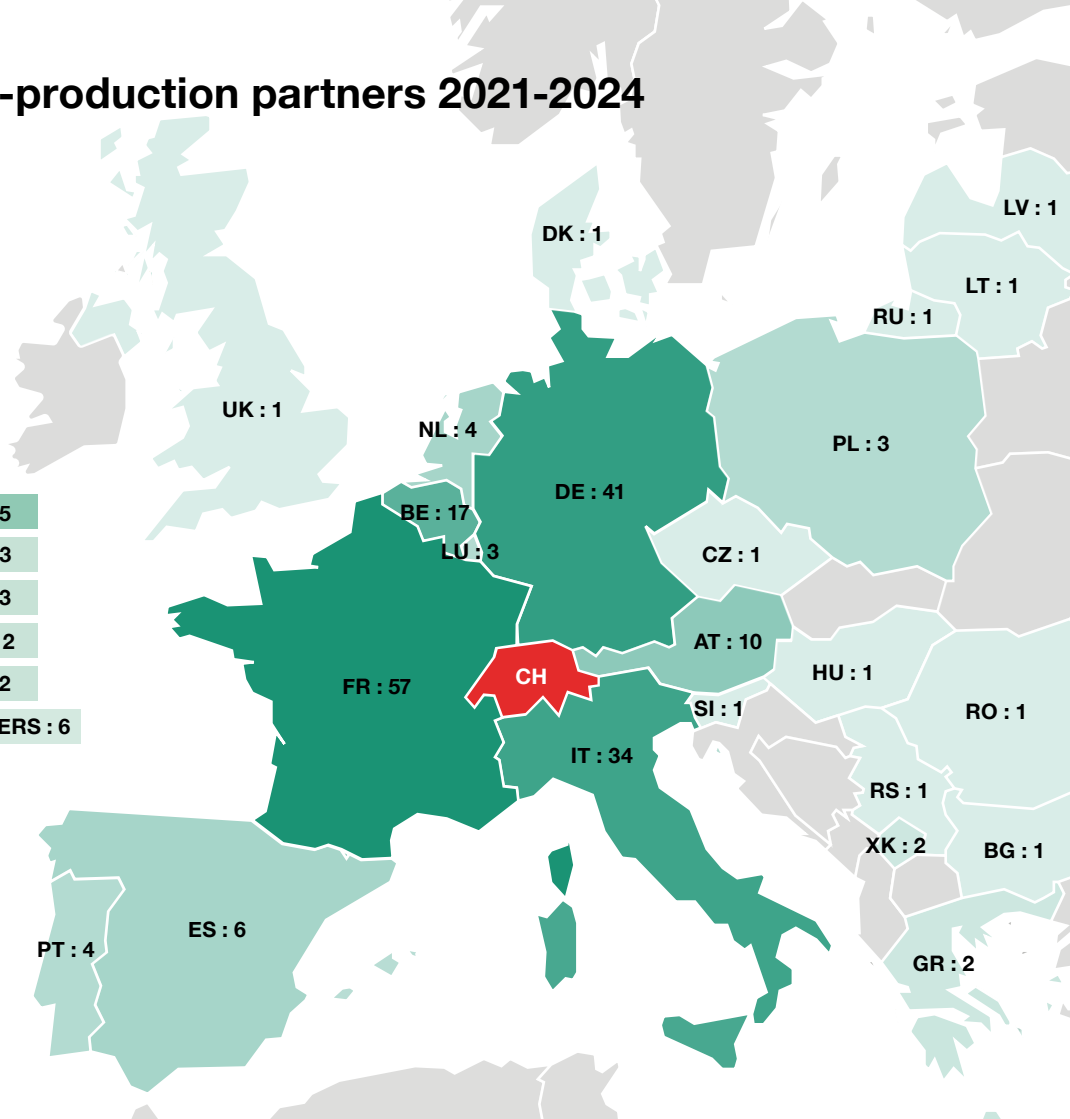 -production partners 2021-2024
LV : 1
DK : 1
LT : 1
RU : 1
UK : 1
NL : 4
PL : 3
DE : 41
5
BE : 17
3
LU : 3
CZ : 1
3
2
AT : 10
HU : 1
CH
2
FR : 57
SI : 1
RO : 1
ERS : 6
IT : 34
RS : 1
XK : 2
BG : 1
ES : 6
PT : 4
GR : 2